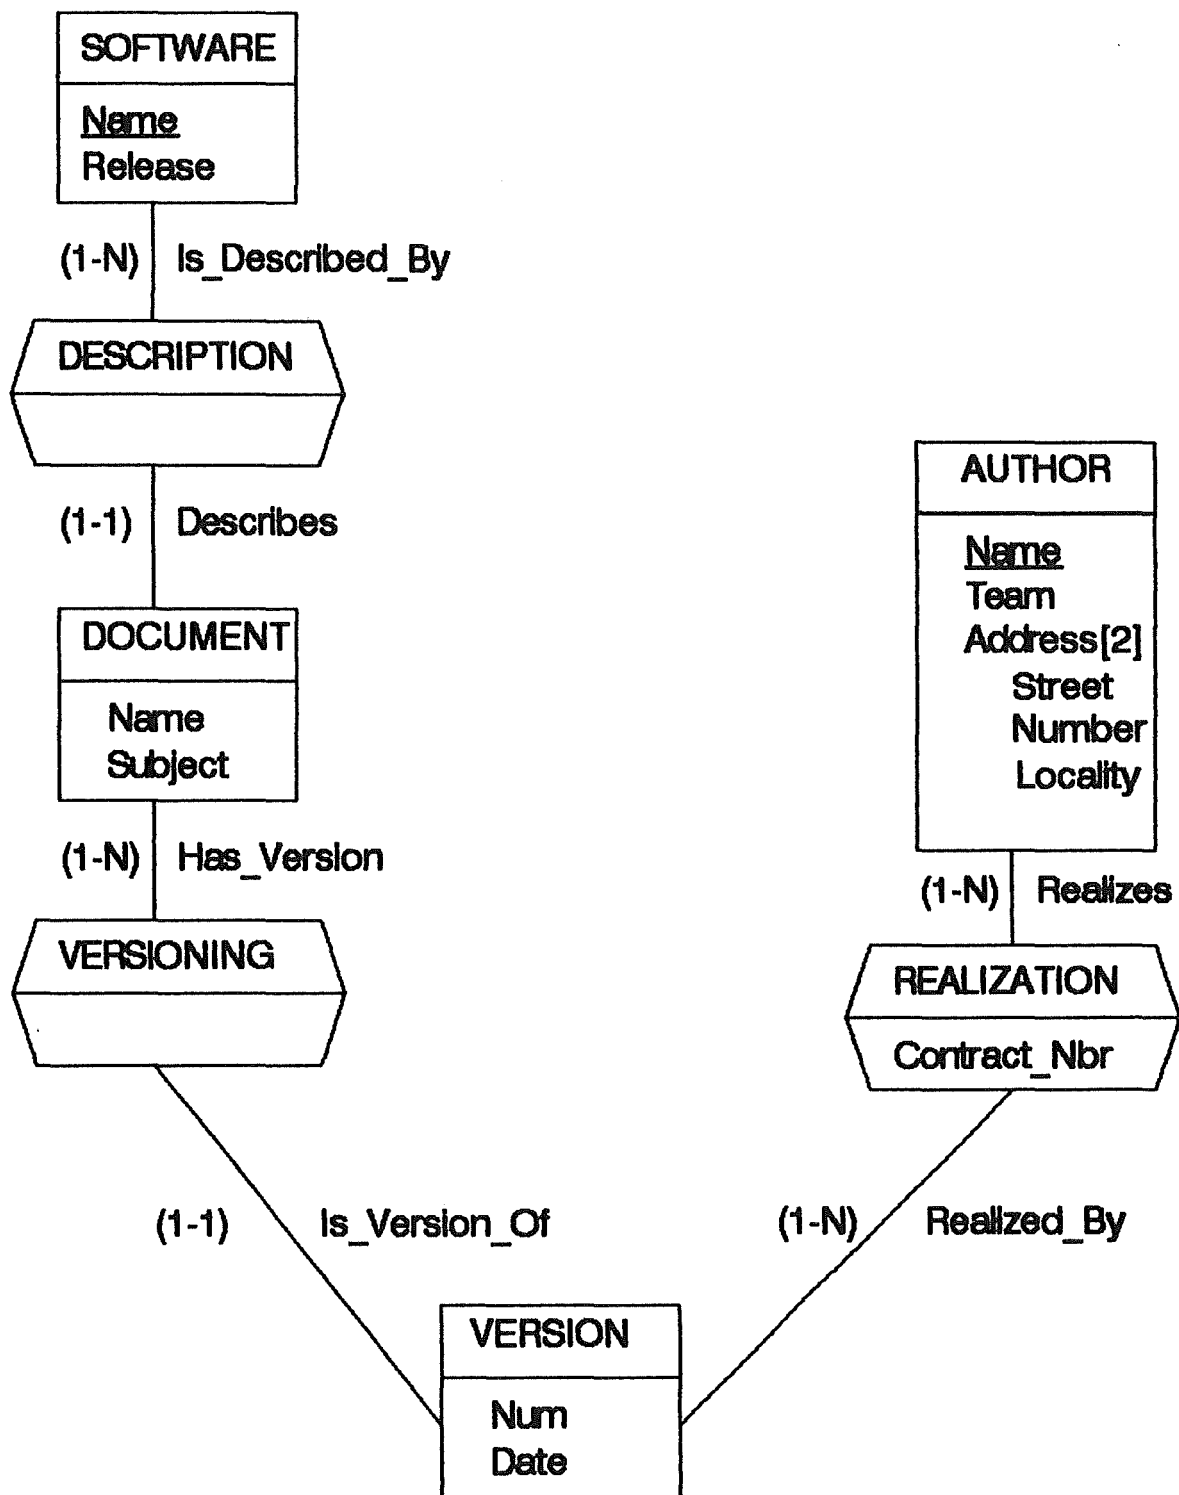 SOFTWARE
Name
Release
(1-N) Is_Described_By
DESCRIPTION
(1-1) Describes
DOCUMENT
Name
Subject
(1-N) Has_Version
VERSIONING
AUTHOR
Name
Team
Address[2]
Street
Number
Locality
(1-N) Realizes
REALIZATION
Contract_Nbr
(1-1) Is_Version_Of
(1-N) Realized_By
VERSION
Num
Date